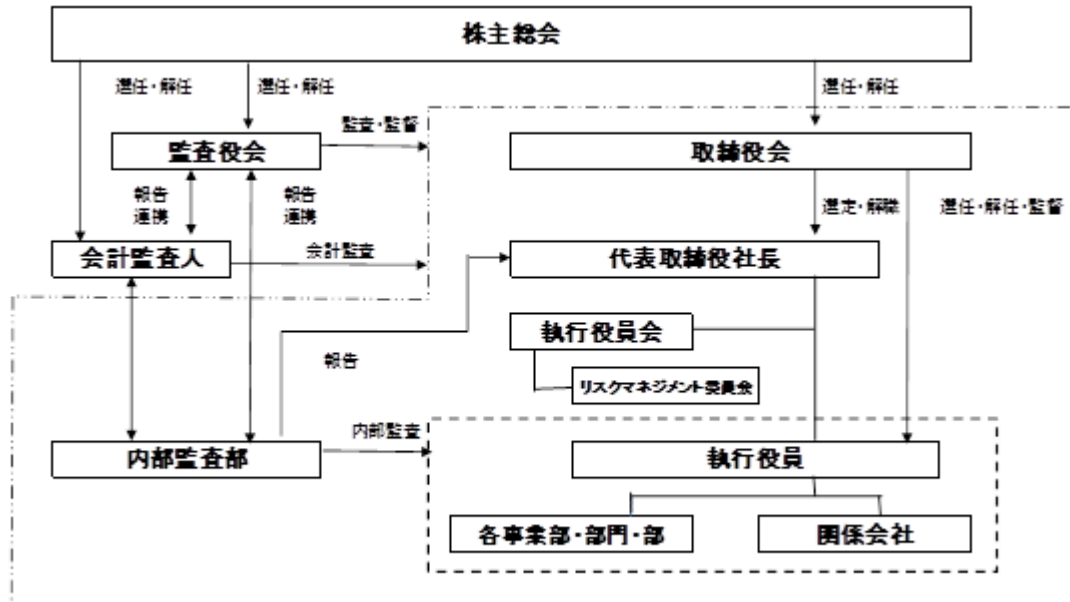 株主総会
選任・解任
選任・解任
選任・解任
監査・監督
監査役会
取締役会
報告
連携
報告
連携
選定・解職
選任・解任・監督
会計監査人
会計監査
代表取締役社長
執行役員会
報告
リスクマネジメント委員会
内部監査
内部監査部
執行役員
各事業部・部門・部
関係会社